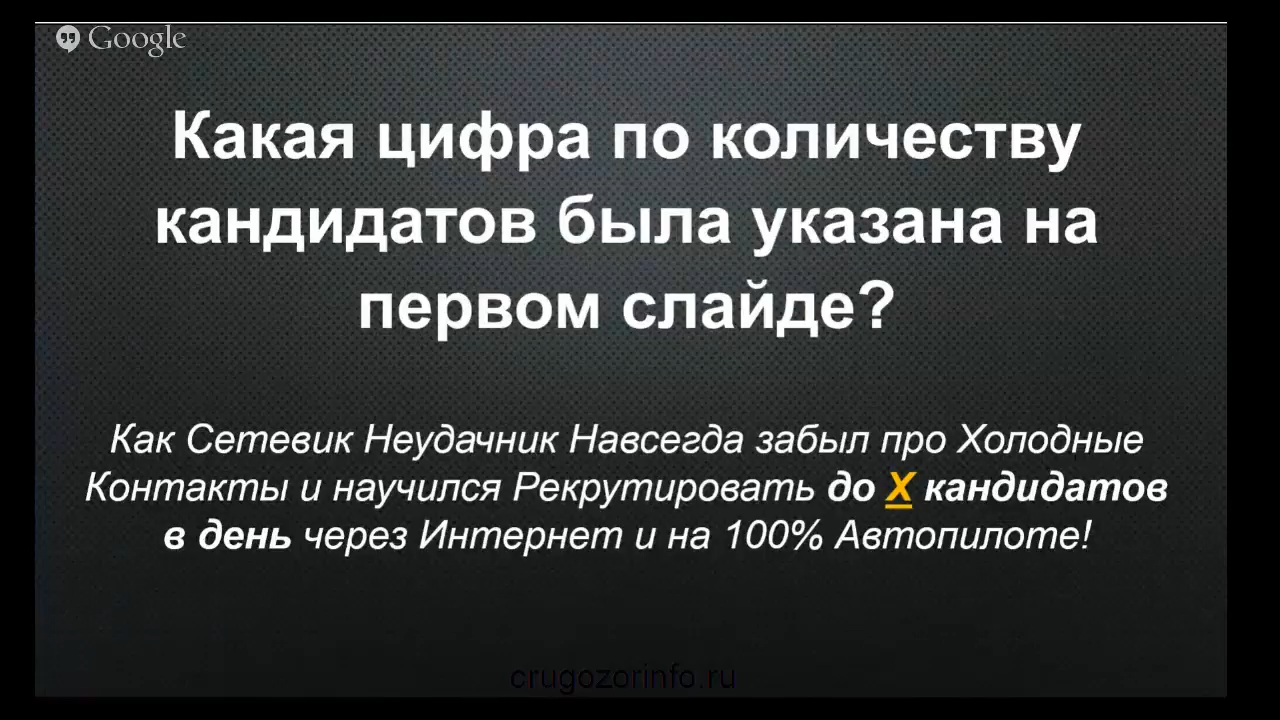 Google
Какая цифра по количеству
кандидатов была указана на
первом слайде?
Как Сетевик Неудачник Навсегда забыл про Холодные
Контакты и научился Рекрутировать до X кандидатов
в день через Интернет и на 100% Автопилоте!
crugozorinfo.ru